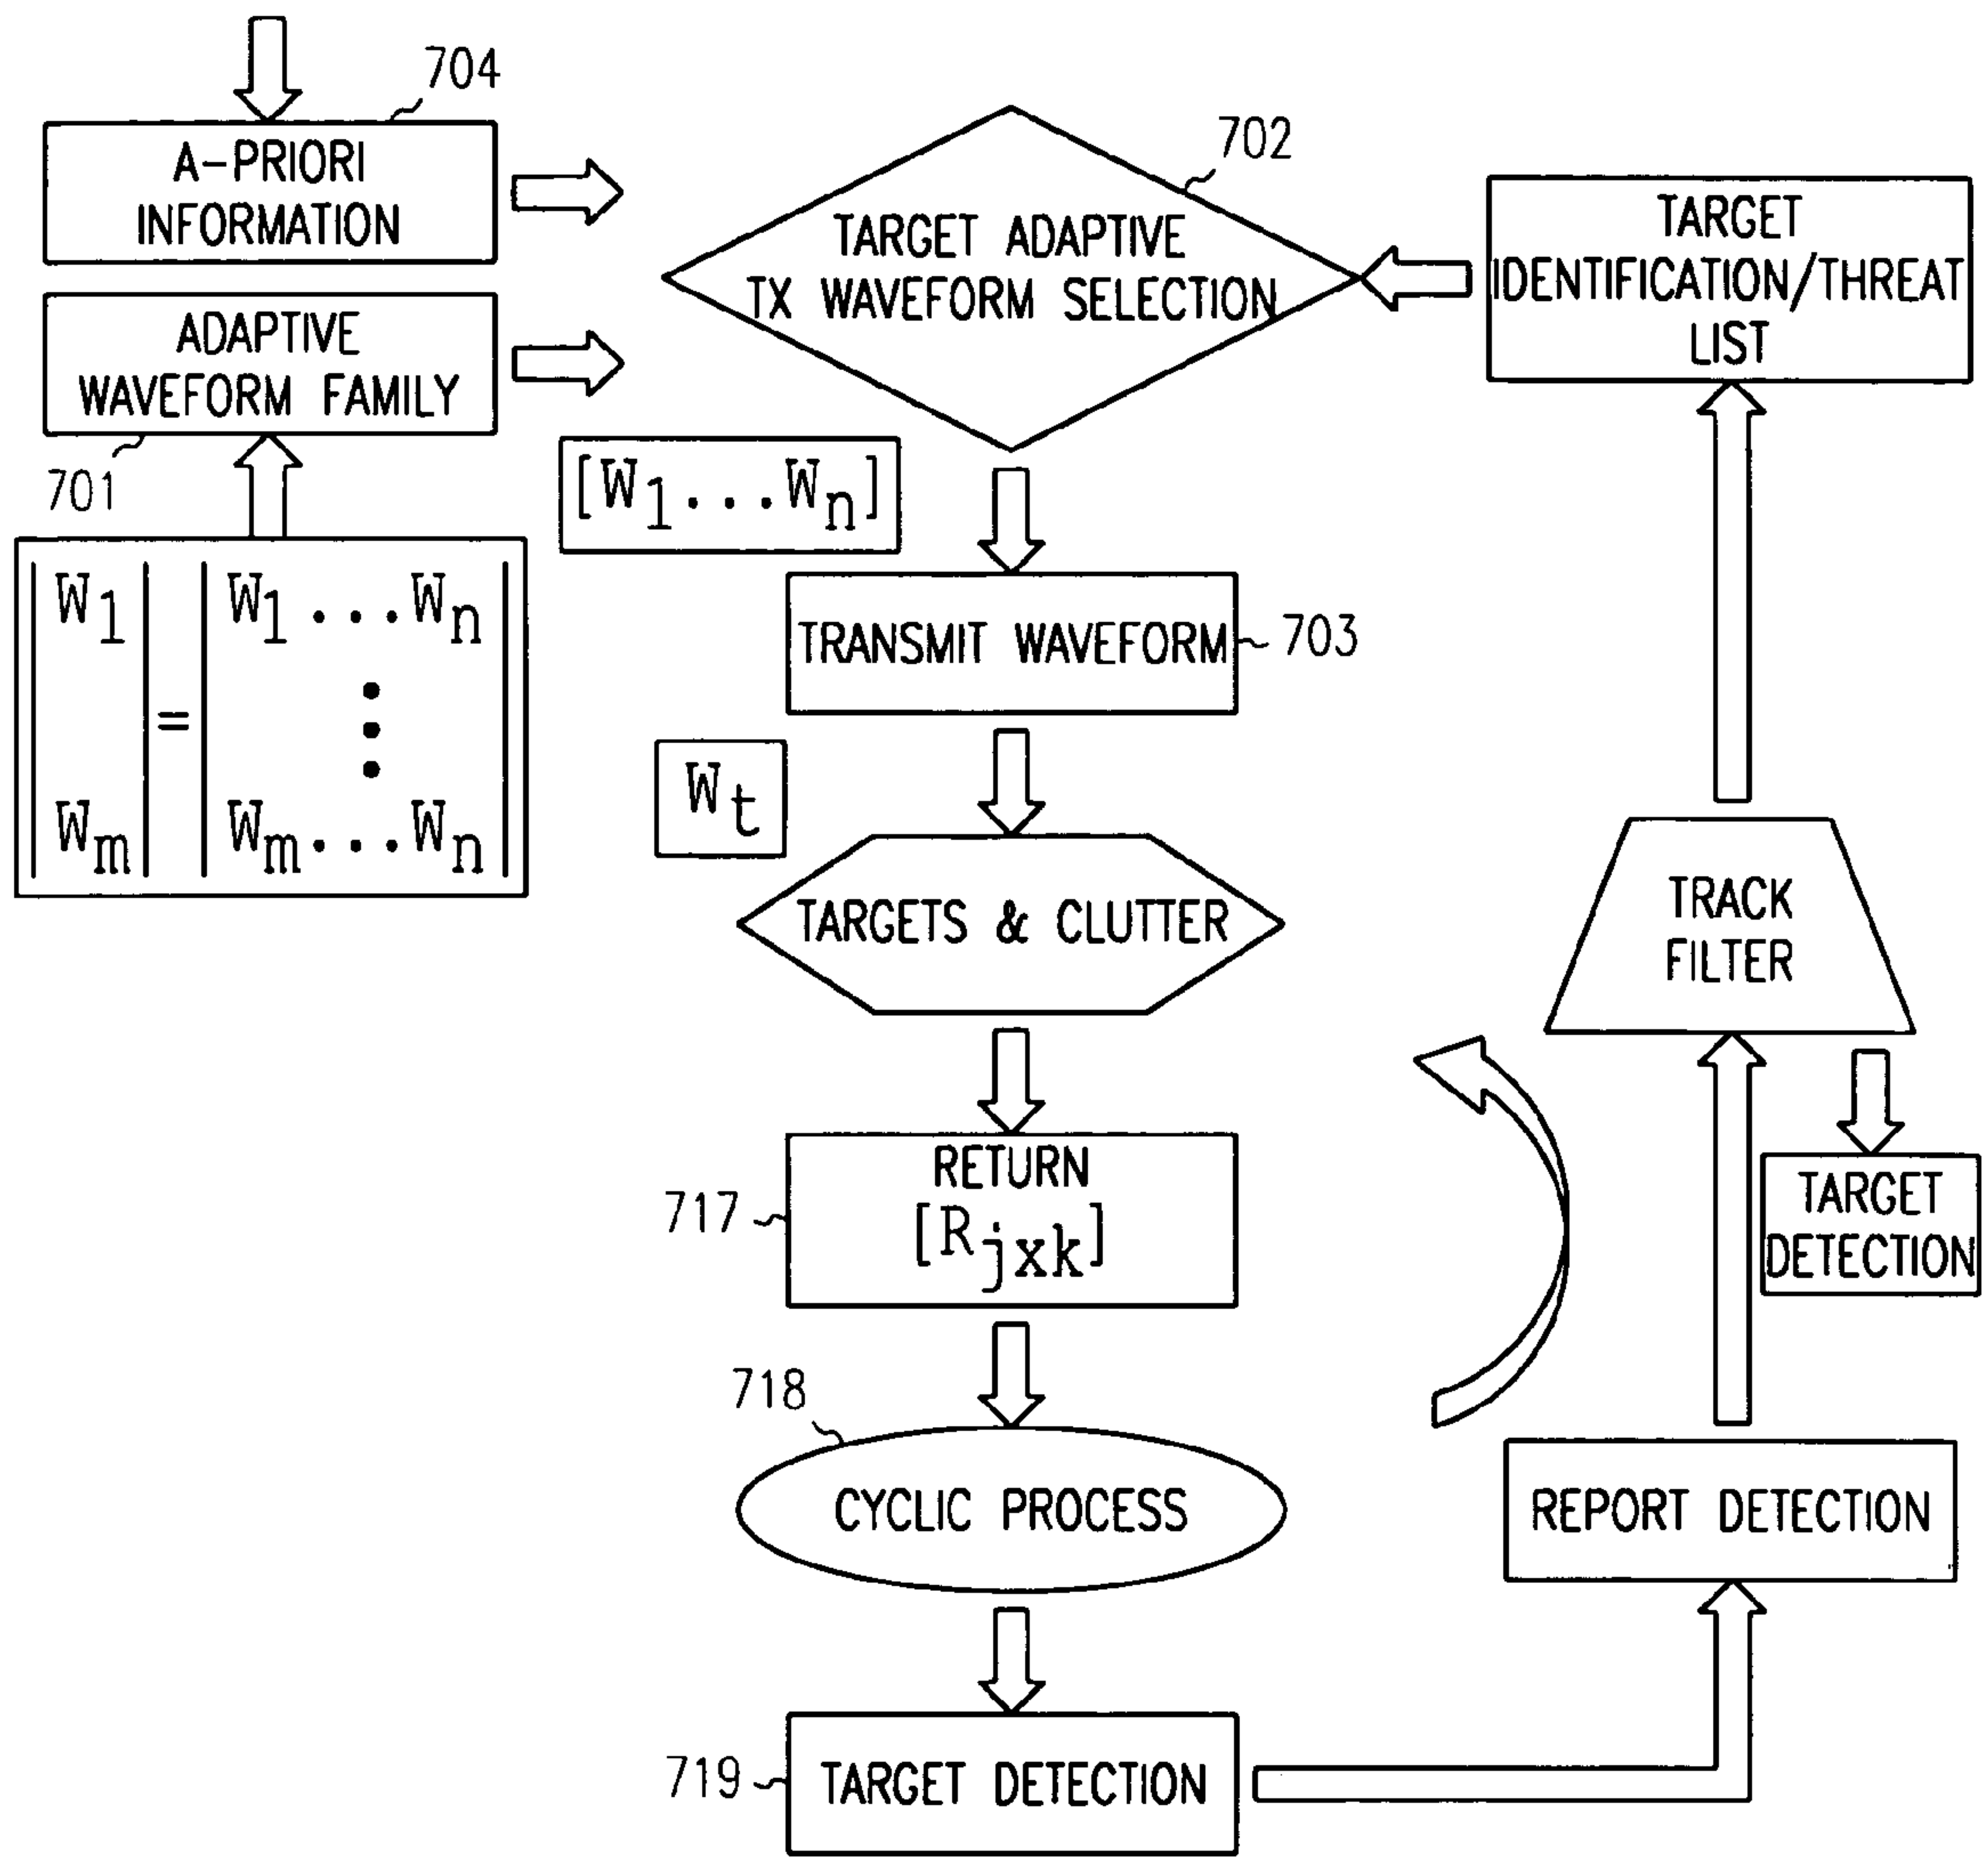 704
A-PRIORI
INFORMATION
702
TARGET ADAPTIVE
TX WAVEFORM SELECTION
TARGET
IDENTIFICATION/THREAT
LIST
ADAPTIVE
WAVEFORM FAMILY
701
[W1...Wn]
W1 = W1...Wn
Wm Wm...Wn
TRANSMIT WAVEFORM
703
Wt
TARGETS & CLUTTER
TRACK
FILTER
RETURN
[Rjxk]
717
TARGET
DETECTION
718
CYCLIC PROCESS
REPORT DETECTION
719
TARGET DETECTION